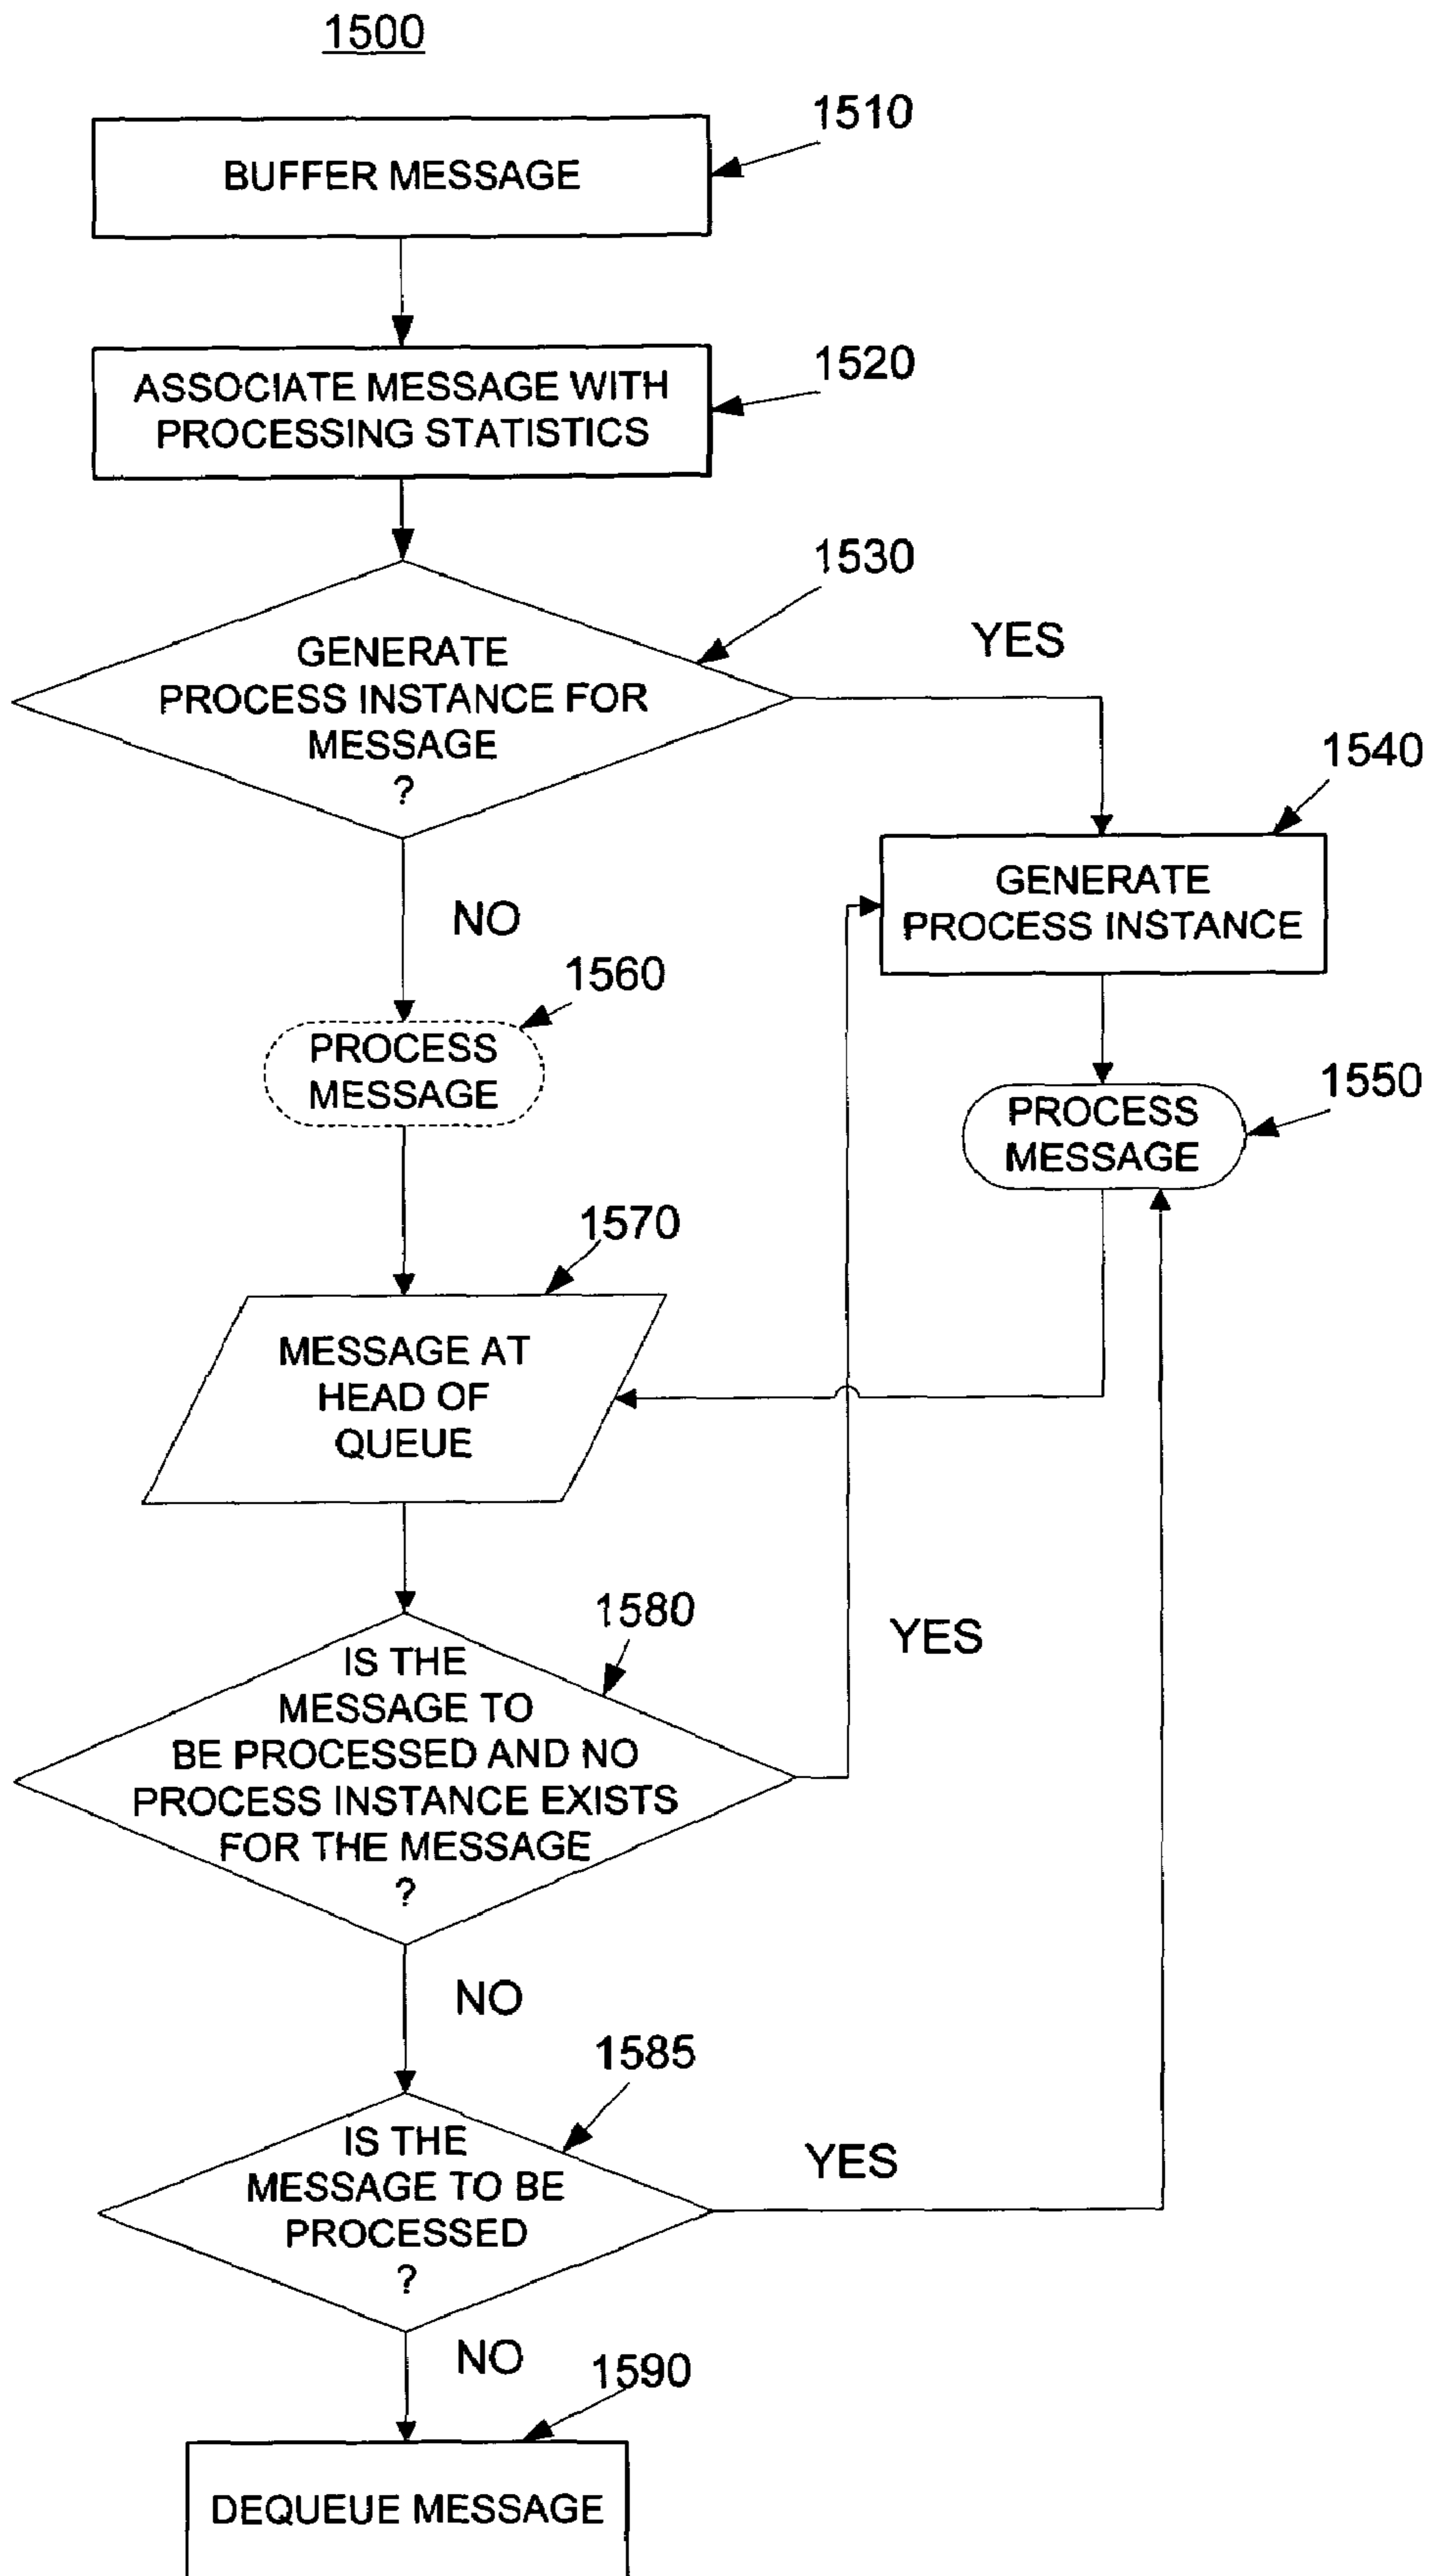 1500
1510
BUFFER MESSAGE
1520
ASSOCIATE MESSAGE WITH
PROCESSING STATISTICS
1530
GENERATE
PROCESS INSTANCE FOR
MESSAGE
?
YES
1540
GENERATE
PROCESS INSTANCE
NO
1560
PROCESS
MESSAGE
1550
PROCESS
MESSAGE
1570
MESSAGE AT
HEAD OF
QUEUE
1580
IS THE
MESSAGE TO
BE PROCESSED AND NO
PROCESS INSTANCE EXISTS
FOR THE MESSAGE
?
YES
NO
1585
IS THE
MESSAGE TO BE
PROCESSED
?
YES
NO
1590
DEQUEUE MESSAGE